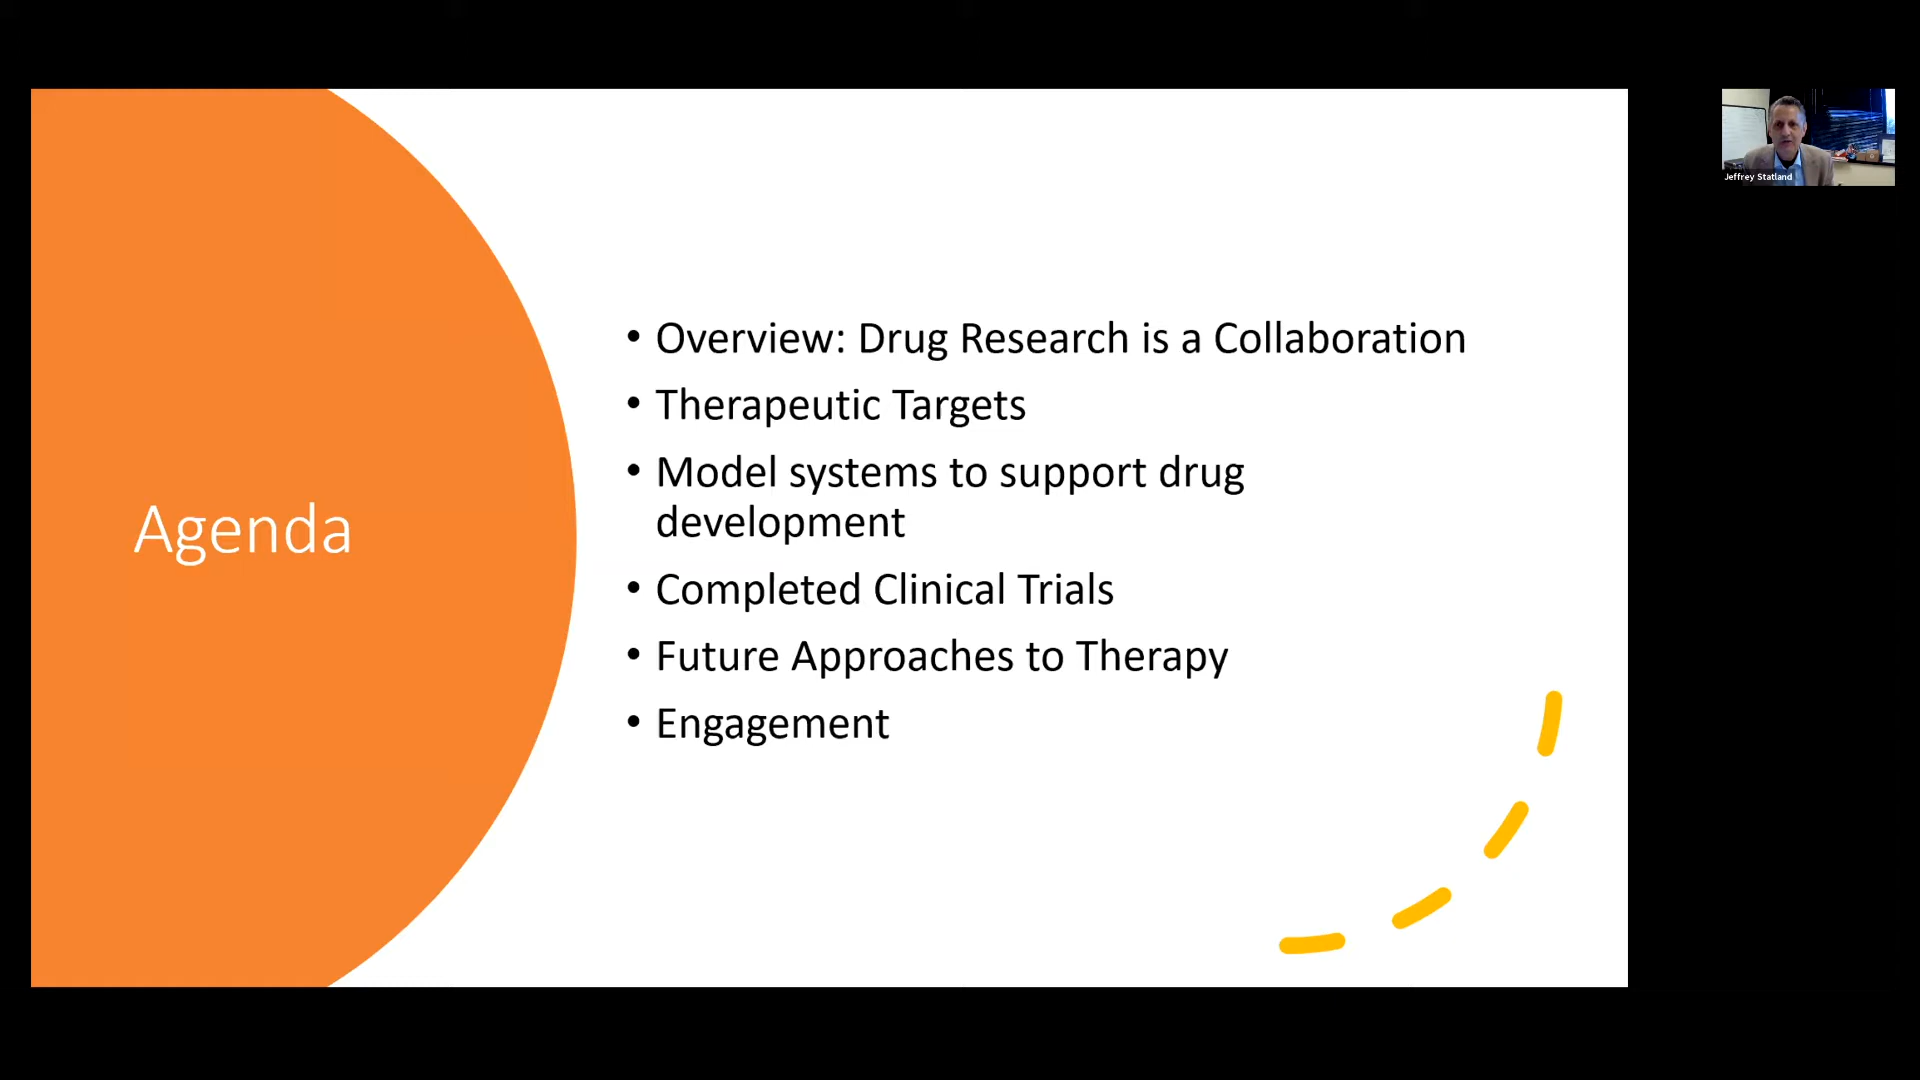 Agenda
• Overview: Drug Research is a Collaboration
• Therapeutic Targets
• Model systems to support drug
development
• Completed Clinical Trials
• Future Approaches to Therapy
• Engagement
Jeffrey Statland